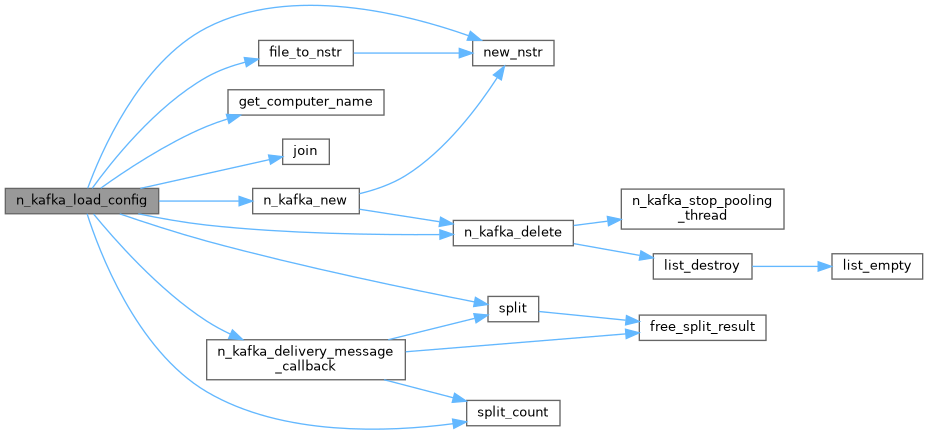 file_to_nstr
new_nstr
get_computer_name
join
n_kafka_load_config
n_kafka_new
n_kafka_stop_pooling
_thread
n_kafka_delete
list_destroy
list_empty
split
free_split_result
n_kafka_delivery_message
_callback
split_count